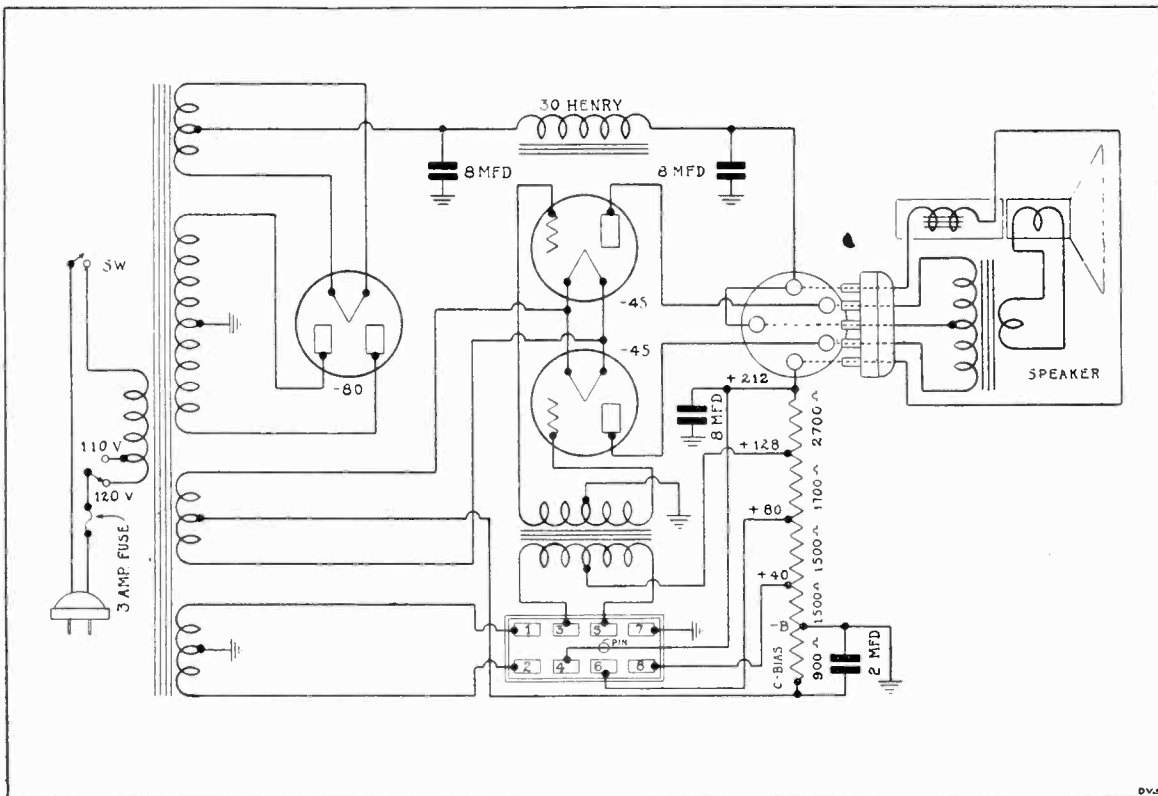 30 HENRY
8 MFD
8 MFD
SW
-45
-45
-80
+212
8 MFD
2700 Ω
SPEAKER
+128
110 V
120 V
1700 Ω
+80
3 AMP. FUSE
1500 Ω
+40
1500 Ω
-B
1 3 5 7
PIN
2 4 6 8
C-BIAS
900 Ω
2 MFD